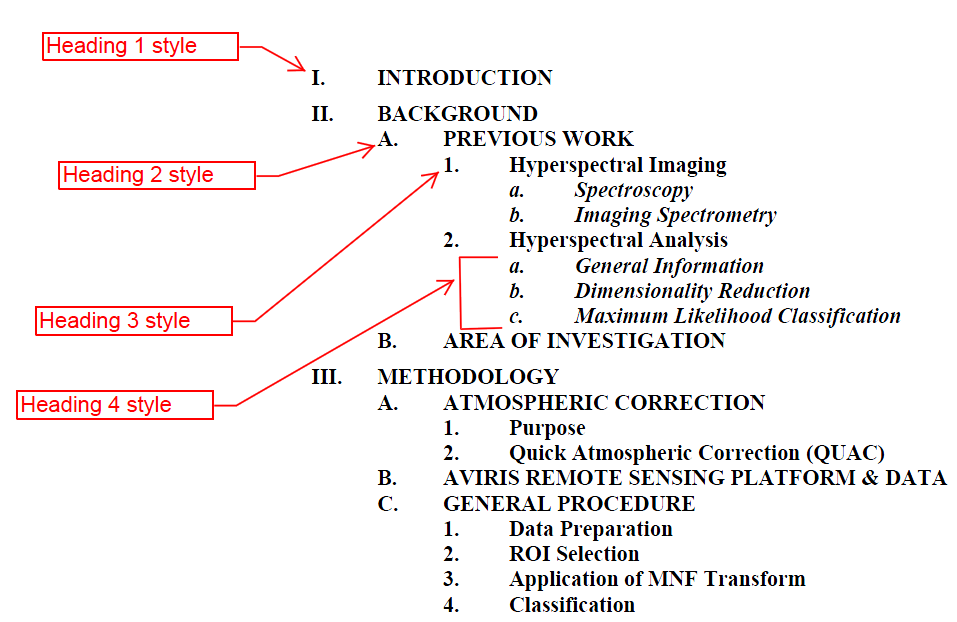 Heading 1 style
I. INTRODUCTION
II. BACKGROUND
A. PREVIOUS WORK
1. Hyperspectral Imaging
Heading 2 style
a. Spectroscopy
b. Imaging Spectrometry
2. Hyperspectral Analysis
a. General Information
b. Dimensionality Reduction
Heading 3 style
c. Maximum Likelihood Classification
B. AREA OF INVESTIGATION
III. METHODOLOGY
Heading 4 style
A. ATMOSPHERIC CORRECTION
1. Purpose
2. Quick Atmospheric Correction (QUAC)
B. AVIRIS REMOTE SENSING PLATFORM & DATA
C. GENERAL PROCEDURE
1. Data Preparation
2. ROI Selection
3. Application of MNF Transform
4. Classification